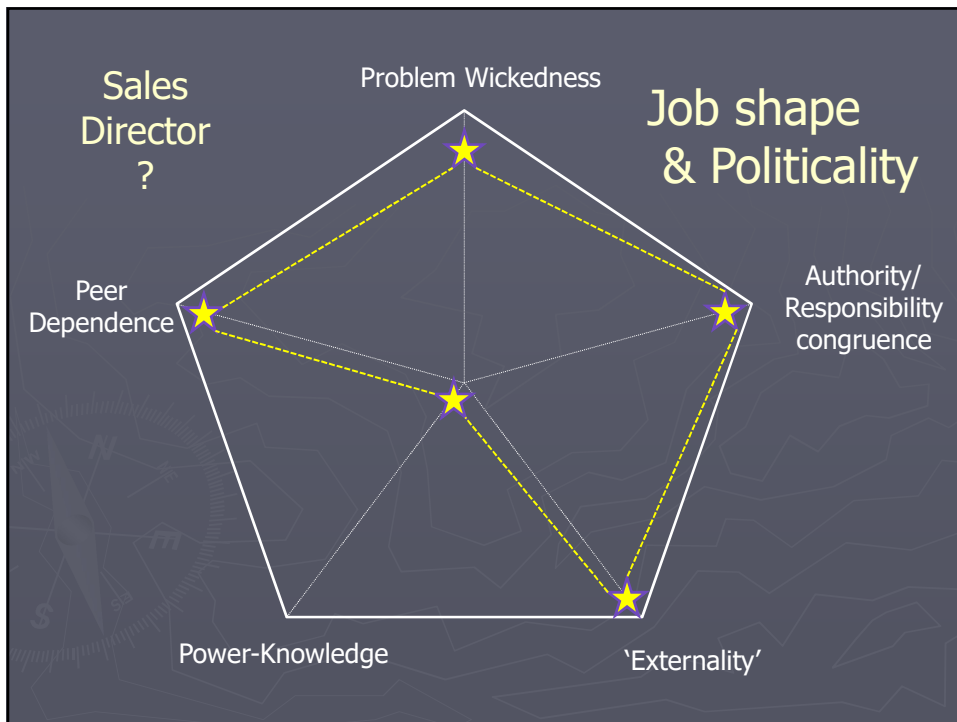 Sales
Director
?
Problem Wickedness
Job shape
& Politicality
Peer
Dependence
Authority/
Responsibility
congruence
Power-Knowledge
‘Externality’
N
E
S